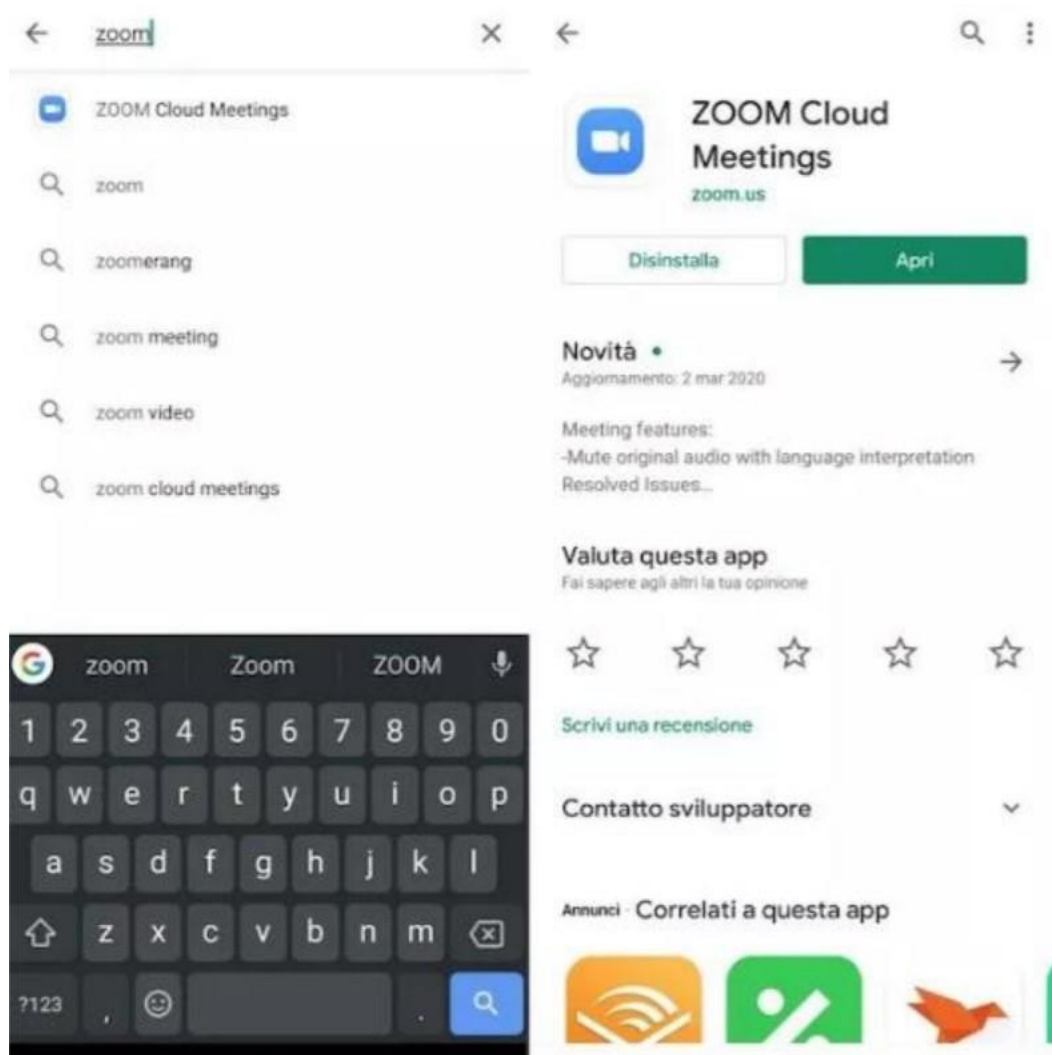 zoom
ZOOM Cloud Meetings
zoom
zoomerang
zoom meeting
zoom video
zoom cloud meetings
zoom Zoom ZOOM
1 2 3 4 5 6 7 8 9 0
q w e r t y u i o p
a s d f g h j k l
z x c v b n m
?123 , .
ZOOM Cloud
Meetings
zoom.us
Disinstalla Apri
Novità •
Aggiornamento: 2 mar 2020
Meeting features:
-Mute original audio with language interpretation
Resolved Issues...
Valuta questa app
Fai sapere agli altri la tua opinione
Scrivi una recensione
Contatto sviluppatore
Annunci · Correlati a questa app